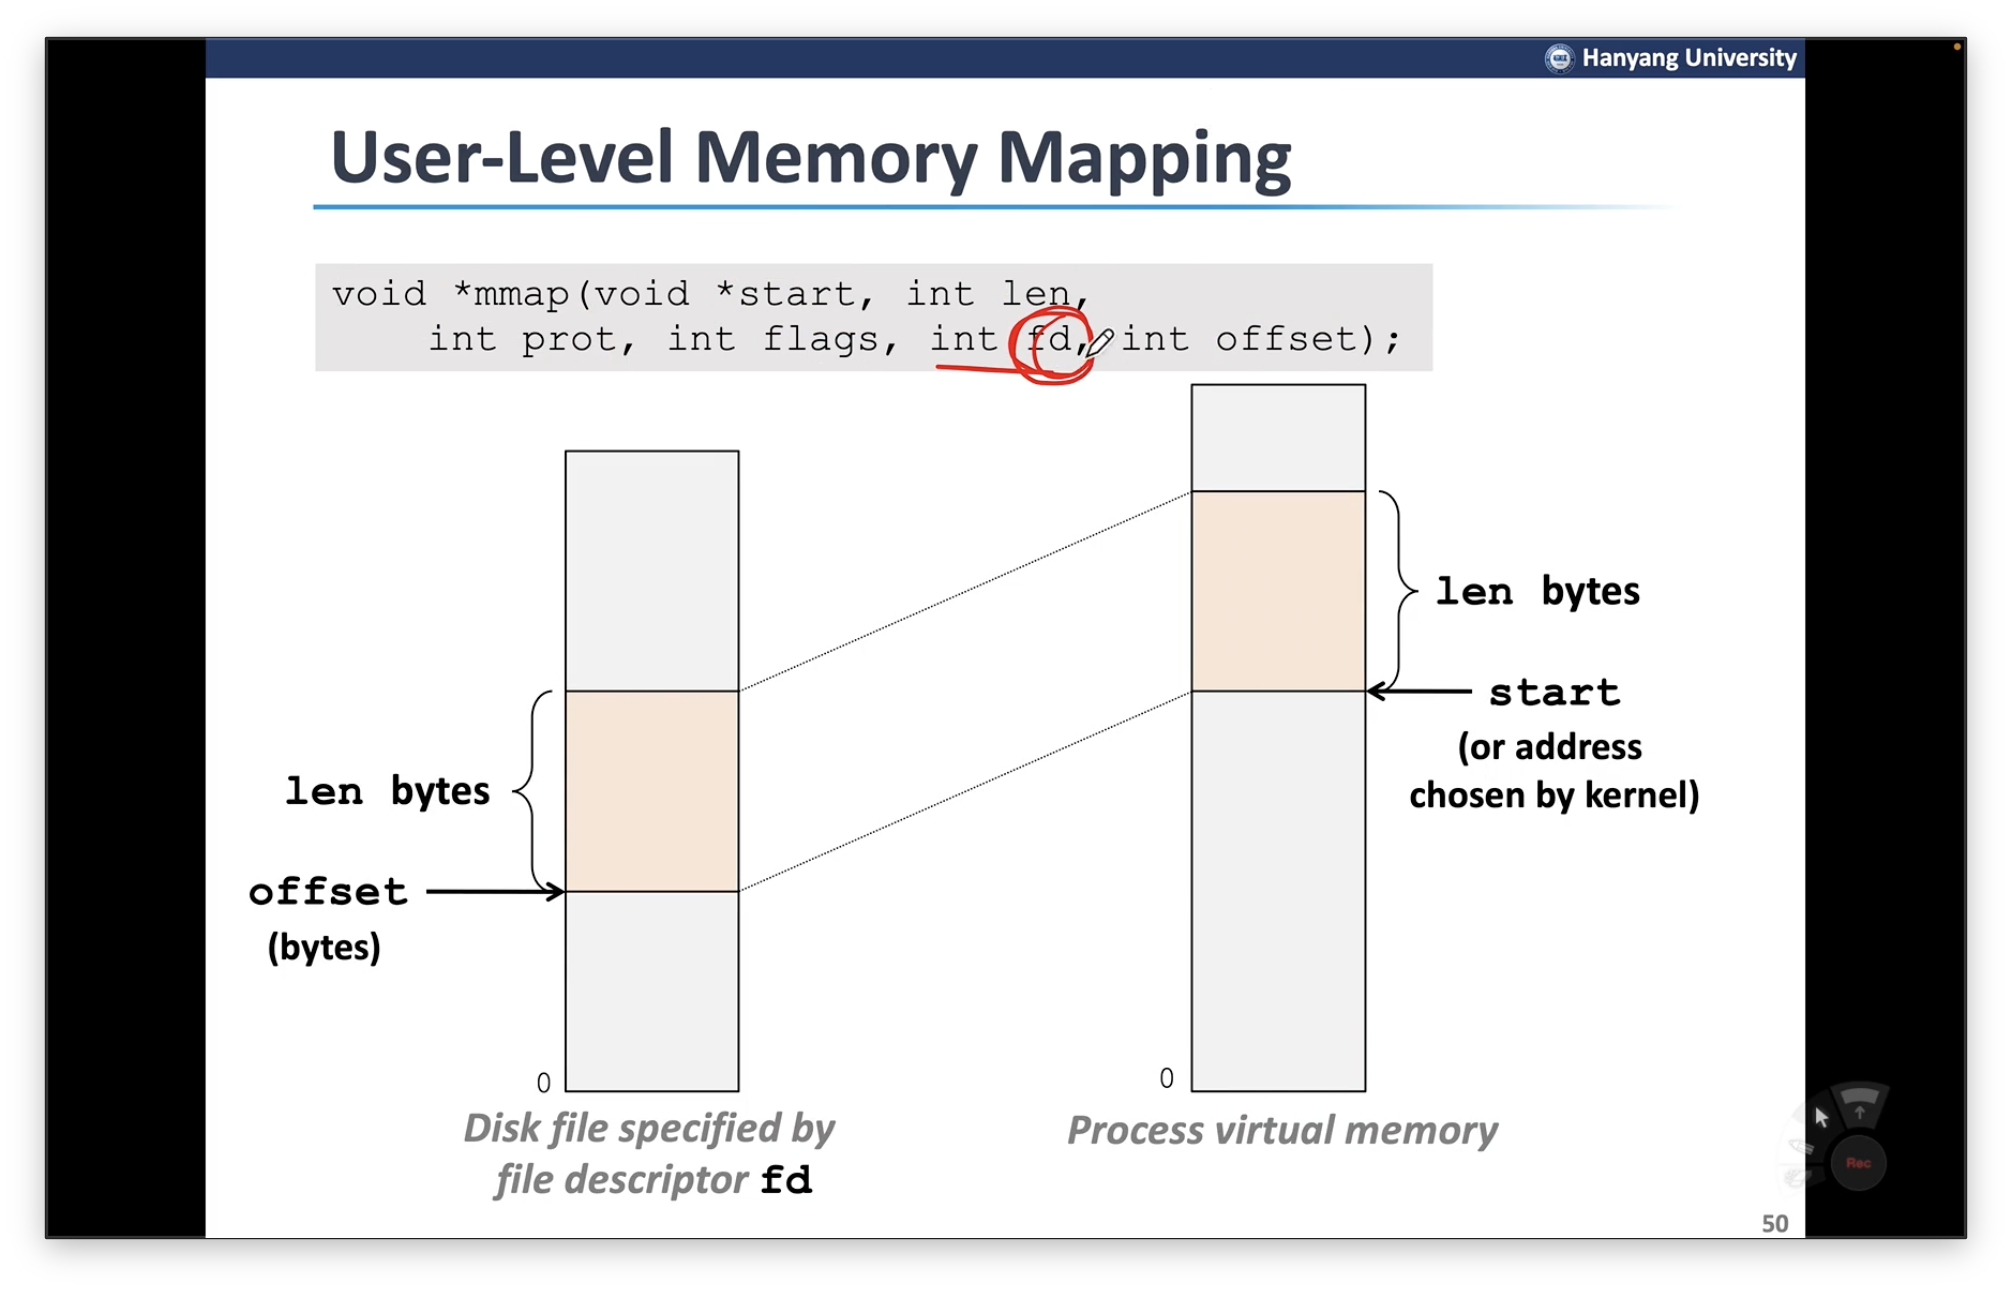 Hanyang University
User-Level Memory Mapping
void *mmap(void *start, int len,
int prot, int flags, int fd, int offset);
len bytes
start
(or address
chosen by kernel)
len bytes
offset
(bytes)
0
0
Disk file specified by
file descriptor fd
Process virtual memory
Rec
50